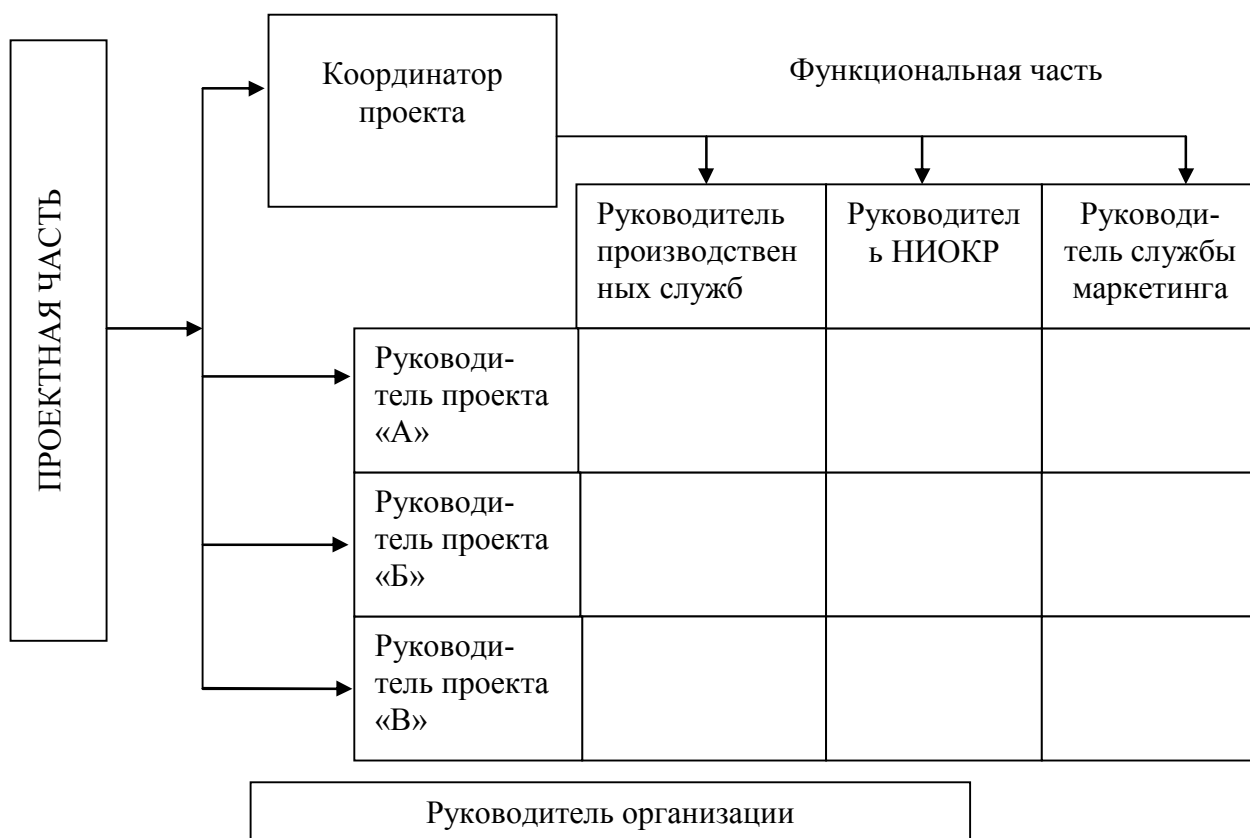 ПРОЕКТНАЯ ЧАСТЬ
Координатор
проекта
Функциональная часть
Руководитель
производствен
ных служб
Руководител
ь НИОКР
Руководи-
тель службы
маркетинга
Руководи-
тель проекта
«А»
Руководи-
тель проекта
«Б»
Руководи-
тель проекта
«В»
Руководитель организации